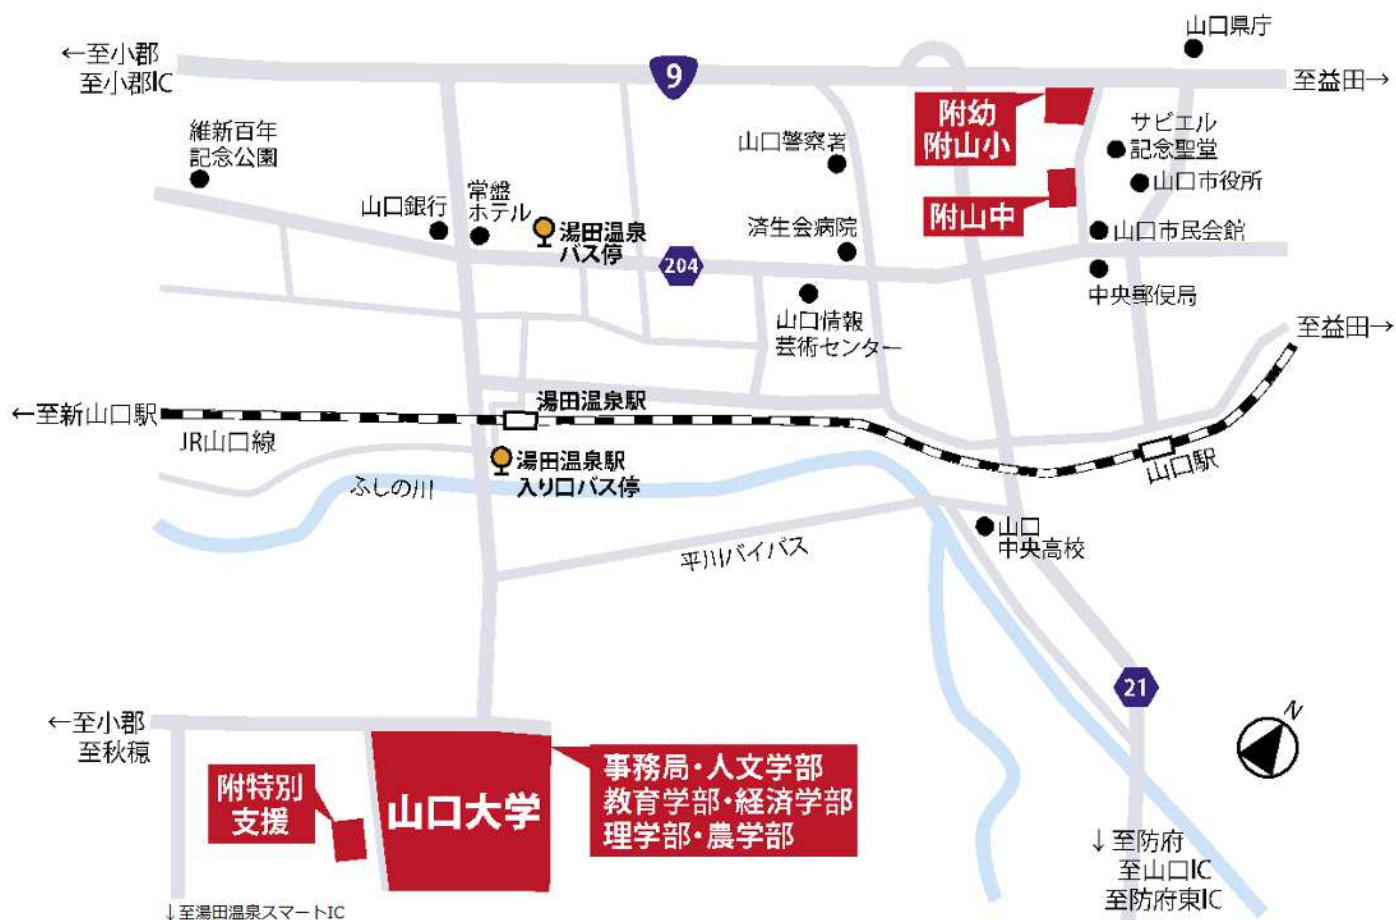 山口県庁
←至小郡
至小郡IC
9
至益田→
附幼
附山小
サビエル
記念聖堂
維新百年
記念公園
山口警察署
山口市役所
常盤
ホテル
山口銀行
附山中
湯田温泉
バス停
済生会病院
山口市民会館
204
中央郵便局
山口情報
芸術センター
至益田→
←至新山口駅
湯田温泉駅
JR山口線
湯田温泉駅
入り口バス停
山口駅
ふしの川
山口
中央高校
平川バイパス
21
N
←至小郡
至秋穂
事務局・人文学部
教育学部・経済学部
理学部・農学部
附特別
支援
山口大学
↓至防府
至山口IC
至防府東IC
↓至湯田温泉スマートIC